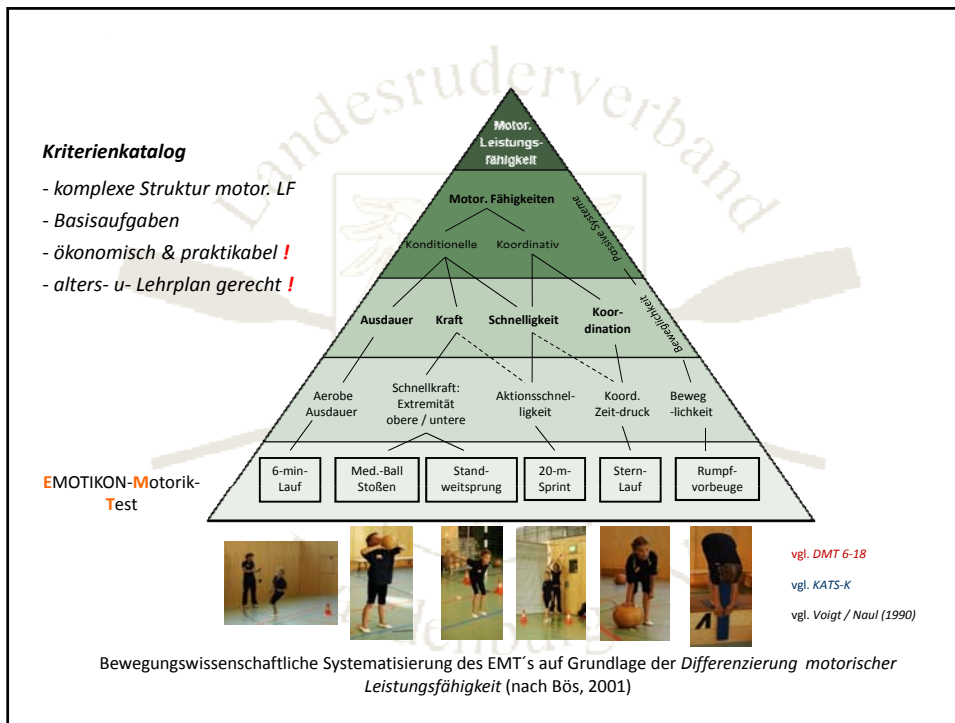 Landesruderverband
Brandenburg
Kriterienkatalog
- komplexe Struktur motor. LF
- Basisaufgaben
- ökonomisch & praktikabel !
- alters- u- Lehrplan gerecht !
Motor.
Leistungs-
fähigkeit
Motor. Fähigkeiten
Konditionelle Koordinativ
Passive Systeme
Ausdauer Kraft Schnelligkeit Koor-
dination
Beweglichkeit
Aerobe
Ausdauer
Schnellkraft:
Extremität
obere / untere
Aktionsschnel-
ligkeit
Koord.
Zeit-druck
Beweg
-lichkeit
EMOTIKON-Motorik-
Test
6-min-
Lauf
Med.-Ball
Stoßen
Stand-
weitsprung
20-m-
Sprint
Stern-
Lauf
Rumpf-
vorbeuge
vgl. DMT 6-18
vgl. KATS-K
vgl. Voigt / Naul (1990)
Bewegungswissenschaftliche Systematisierung des EMT´s auf Grundlage der Differenzierung motorischer
Leistungsfähigkeit (nach Bös, 2001)